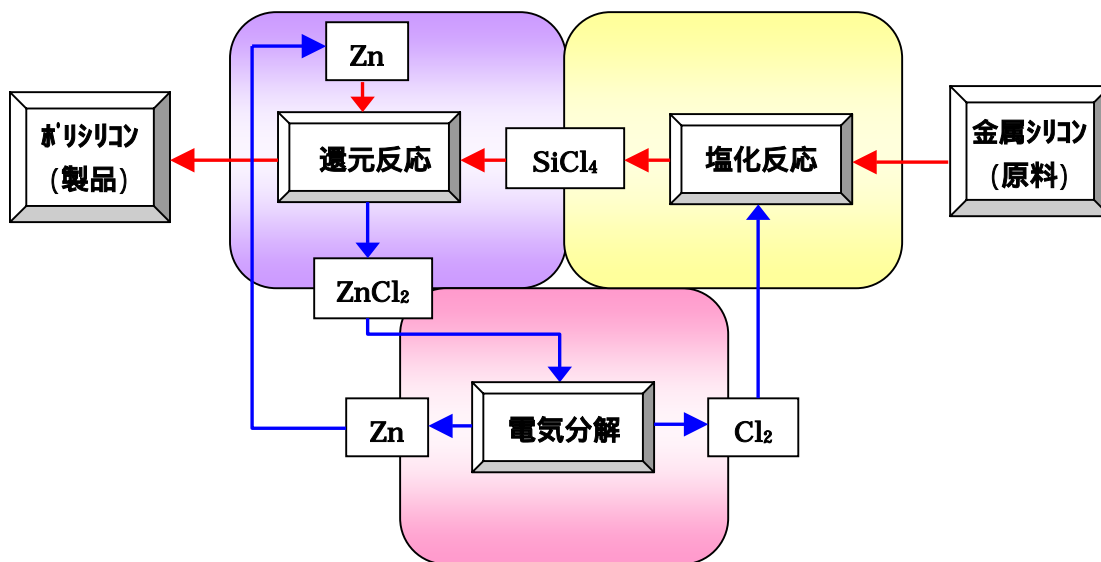 Zn
ﾎﾟﾘｼﾘｺﾝ
(製品)
還元反応
SiCl₄
塩化反応
金属ｼﾘｺﾝ
(原料)
ZnCl₂
Zn
電気分解
Cl₂